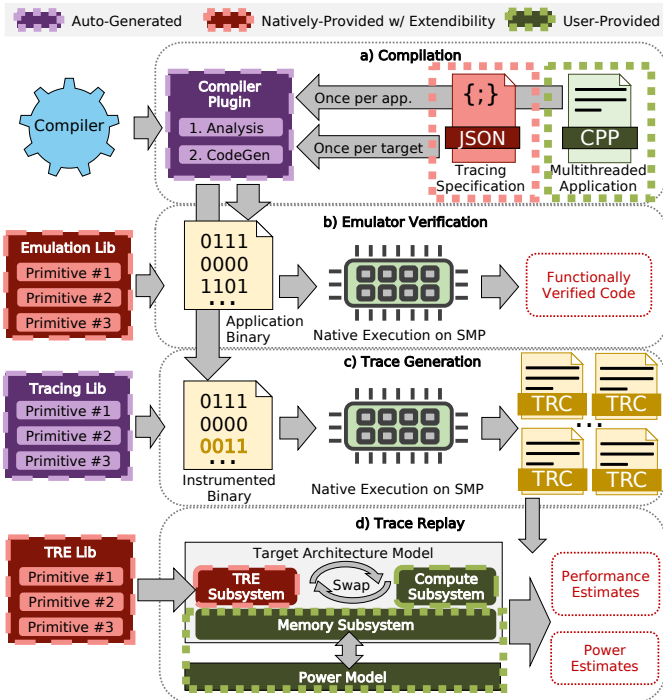 Auto-Generated
Natively-Provided w/ Extendibility
User-Provided
a) Compilation
Compiler
Compiler
Plugin
1. Analysis
2. CodeGen
Once per app.
Once per target
{;}
JSON
Tracing
Specification
CPP
Multithreaded
Application
b) Emulator Verification
Emulation Lib
Primitive #1
Primitive #2
Primitive #3
0111
0000
1101
...
Application
Binary
Native Execution on SMP
Functionally
Verified Code
c) Trace Generation
Tracing Lib
Primitive #1
Primitive #2
Primitive #3
0111
0000
0011
...
Instrumented
Binary
Native Execution on SMP
TRC
TRC
...
TRC
TRC
d) Trace Replay
TRE Lib
Primitive #1
Primitive #2
Primitive #3
Target Architecture Model
TRE
Subsystem
Swap
Compute
Subsystem
Memory Subsystem
Power Model
Performance
Estimates
Power
Estimates